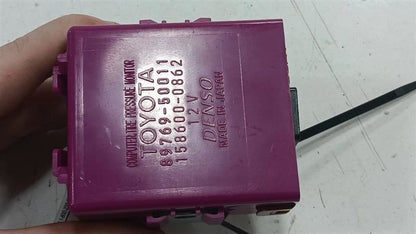 COMPUTER TIRE PRESSURE MONITOR
TOYOTA
89769-50011
158600-0862
12V
DENSO
MADE IN JAPAN